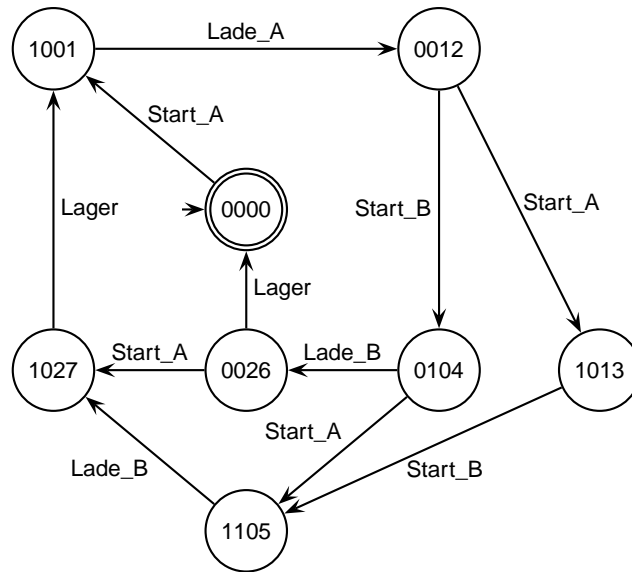 1001
Lade_A
0012
Start_A
0000
Lager
Start_B
Start_A
Lager
1027
Start_A
0026
Lade_B
0104
1013
Start_A
Lade_B
Start_B
1105